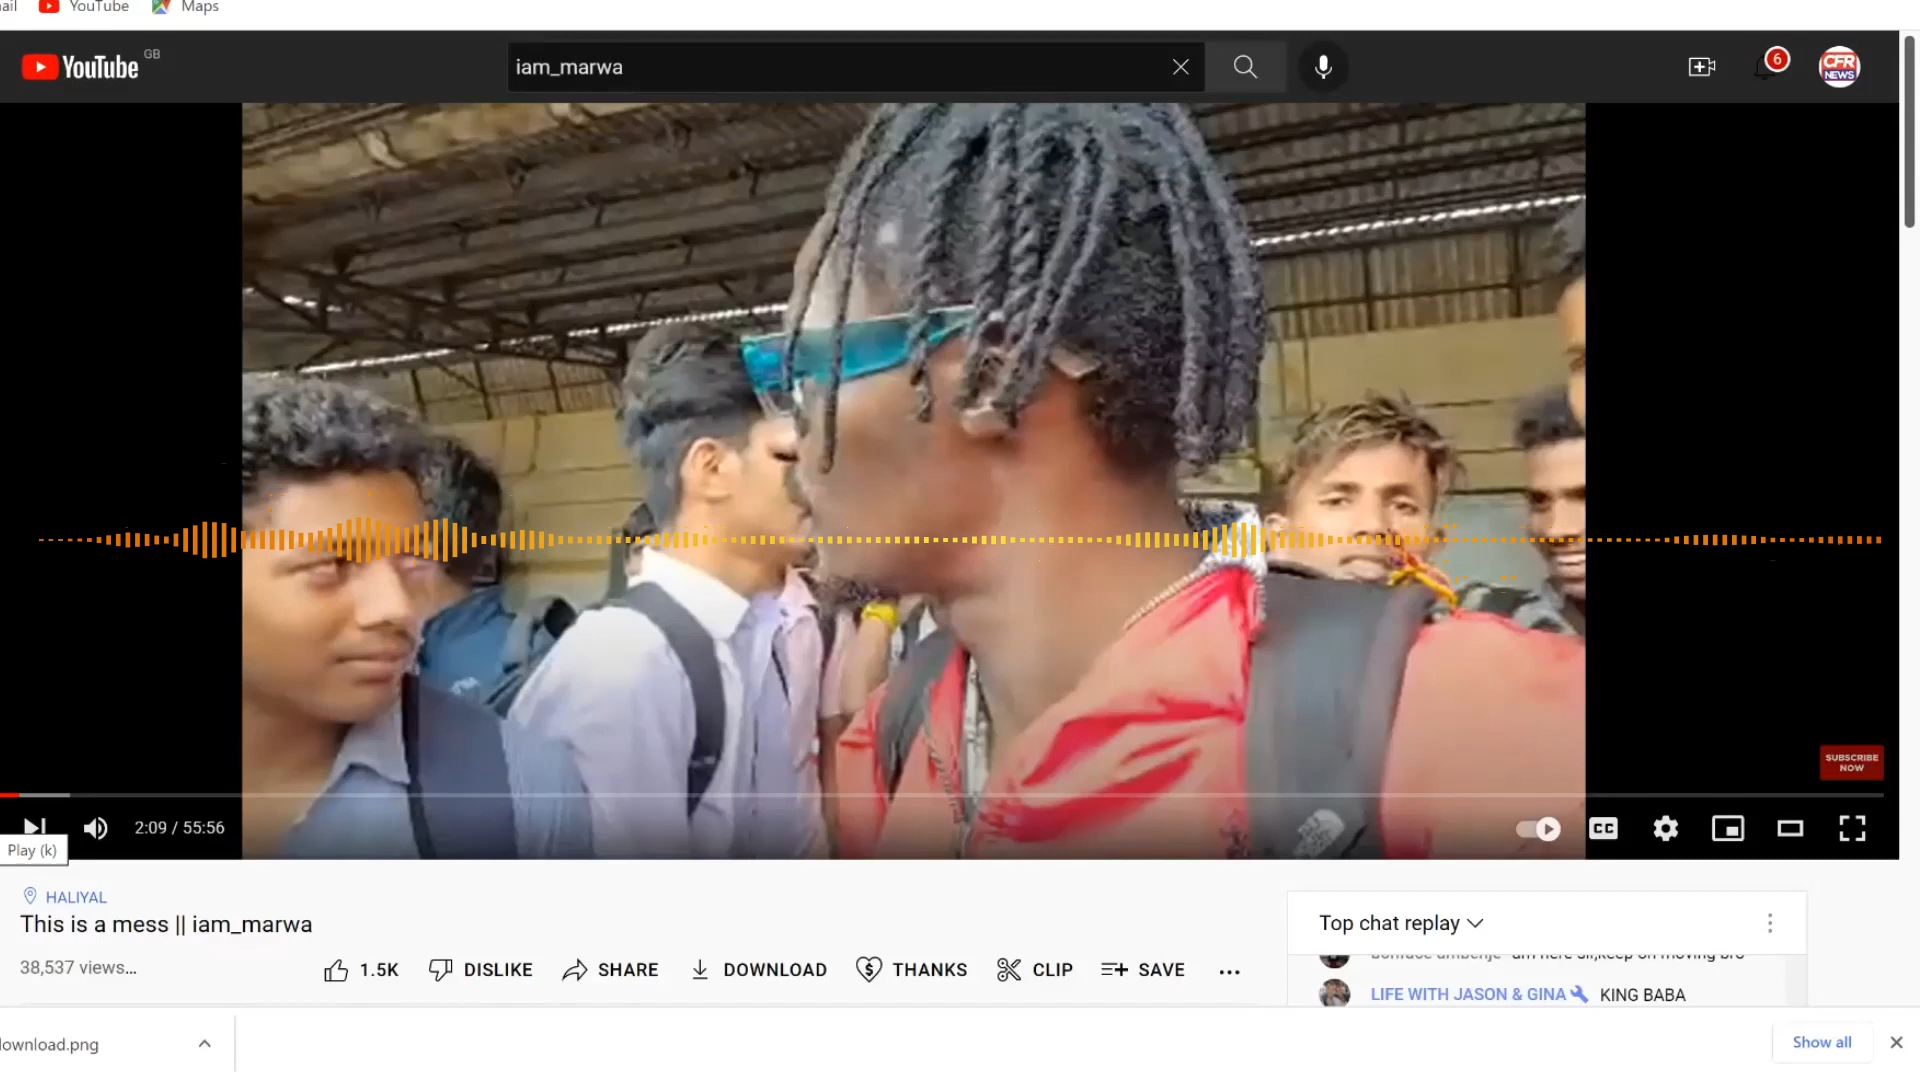 ail YouTube Maps
YouTube GB
iam_marwa
6
CFR
NEWS
SUBSCRIBE
NOW
2:09 / 55:56
CC
Play (k)
HALIYAL
This is a mess || iam_marwa
38,537 views...
1.5K DISLIKE SHARE DOWNLOAD THANKS CLIP SAVE ...
Top chat replay
LIFE WITH JASON & GINA KING BABA
ownload.png
Show all